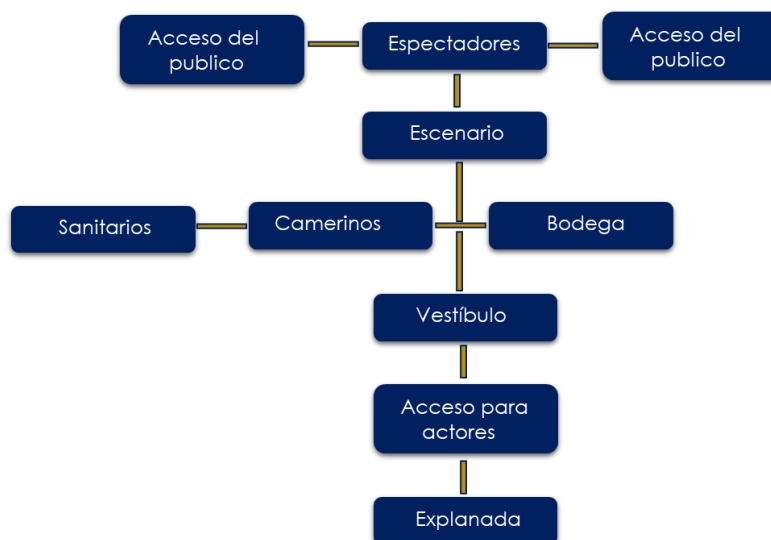 Acceso del
publico
Espectadores
Acceso del
publico
Escenario
Sanitarios
Camerinos
Bodega
Vestíbulo
Acceso para
actores
Explanada